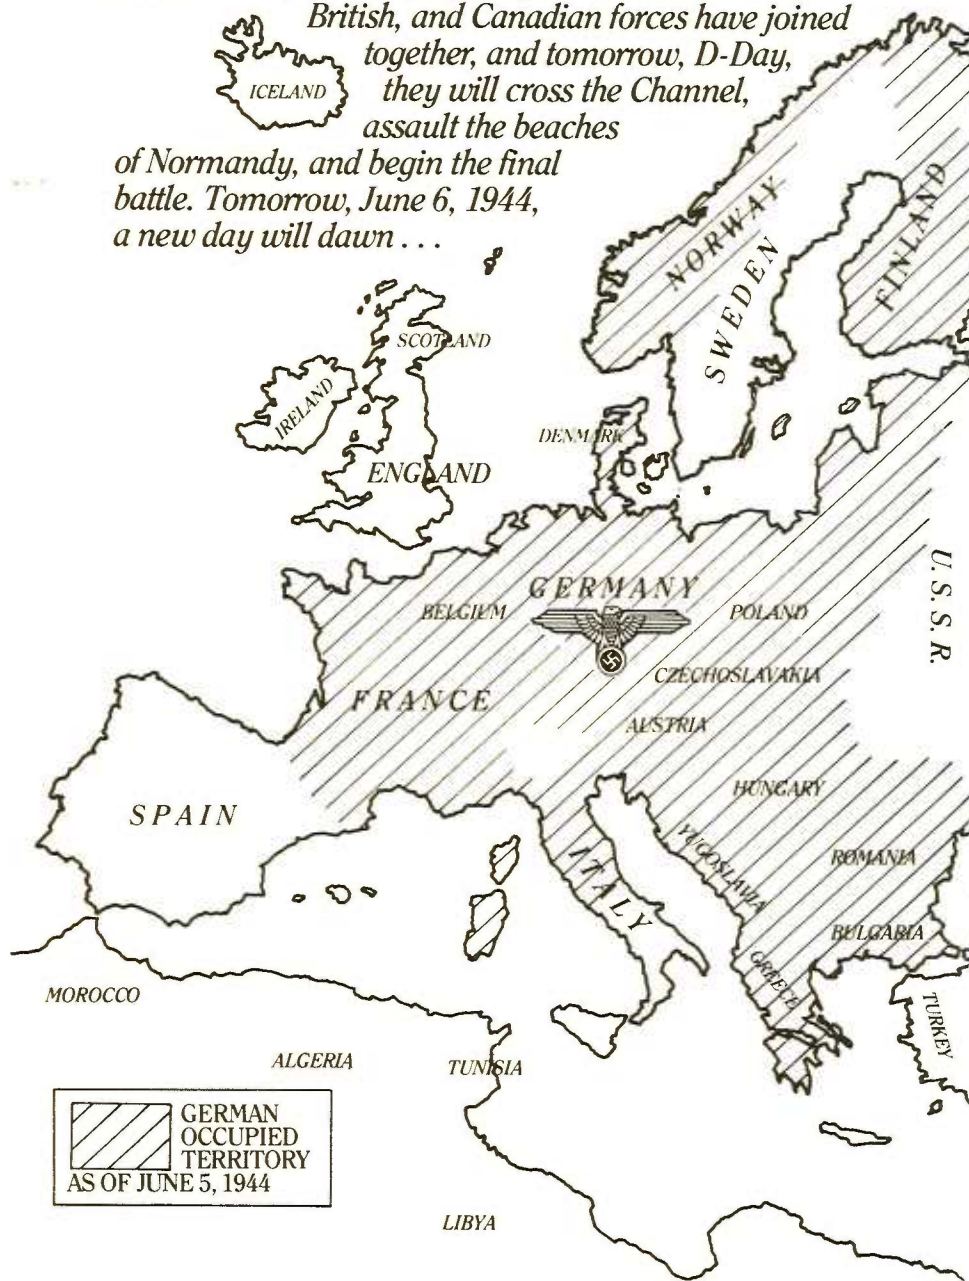 British, and Canadian forces have joined
together, and tomorrow, D-Day,
they will cross the Channel,
assault the beaches
of Normandy, and begin the final
battle. Tomorrow, June 6, 1944,
a new day will dawn . . .
ICELAND
NORWAY
SWEDEN
FINLAND
SCOTLAND
IRELAND
ENGLAND
DENMARK
GERMANY
BELGIUM
POLAND
U.S.S.R.
CZECHOSLAVAKIA
FRANCE
AUSTRIA
HUNGARY
SPAIN
ITALY
YUGOSLAVIA
ROMANIA
BULGARIA
GREECE
TURKEY
MOROCCO
ALGERIA
TUNISIA
GERMAN
OCCUPIED
TERRITORY
AS OF JUNE 5, 1944
LIBYA